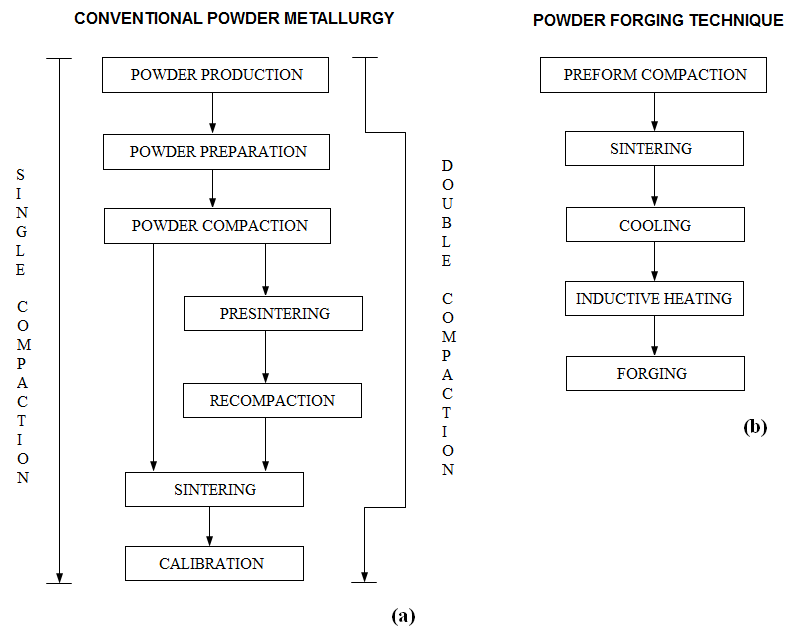 CONVENTIONAL POWDER METALLURGY
POWDER PRODUCTION
POWDER PREPARATION
POWDER COMPACTION
PRESINTERING
RECOMPACTION
SINTERING
CALIBRATION
SINGLE COMPACTION
DOUBLE COMPACTION
(a)
POWDER FORGING TECHNIQUE
PREFORM COMPACTION
SINTERING
COOLING
INDUCTIVE HEATING
FORGING
(b)